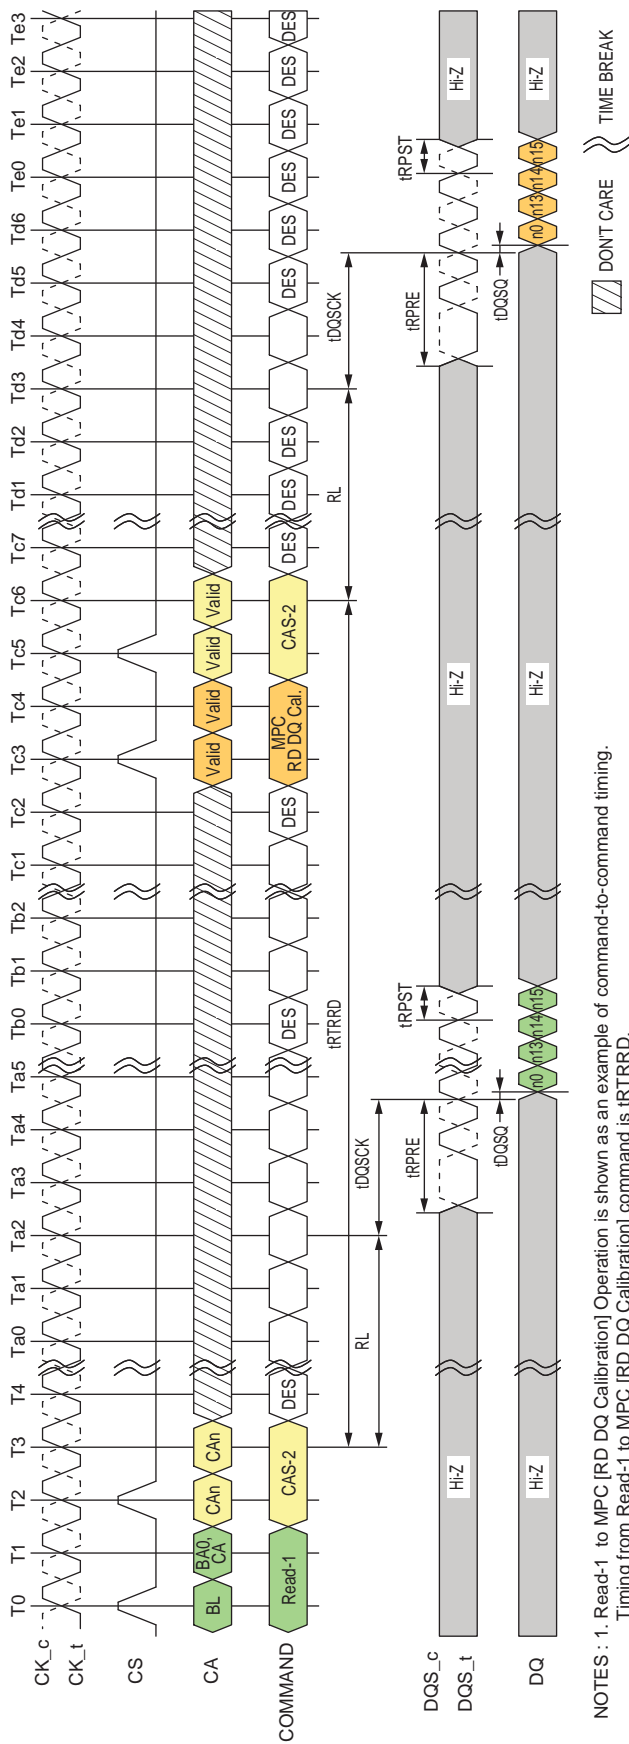 T0 T1 T2 T3 T4 Ta0 Ta1 Ta2 Ta3 Ta4 Ta5 Tb0 Tb1 Tb2 Tc1 Tc2 Tc3 Tc4 Tc5 Tc6 Tc7 Td1 Td2 Td3 Td4 Td5 Td6 Te0 Te1 Te2 Te3
CK_c
CK_t
CS
CA BL BA0, CA CAn CAn Valid Valid Valid Valid
COMMAND Read-1 CAS-2 DES DES DES MPC RD DQ Cal. CAS-2 DES DES DES DES DES DES DES DES DES
tRTRRD
RL tDQSCK RL tDQSCK
tRPRE tRPST tRPRE tRPST
DQS_c
DQS_t
Hi-Z Hi-Z Hi-Z
tDQSQ tDQSQ
DQ Hi-Z n0 n13 n14 n15 Hi-Z n0 n13 n14 n15 Hi-Z
DON'T CARE TIME BREAK
NOTES : 1. Read-1 to MPC [RD DQ Calibration] Operation is shown as an example of command-to-command timing.
Timing from Read-1 to MPC [RD DQ Calibration] command is tRTRRD.